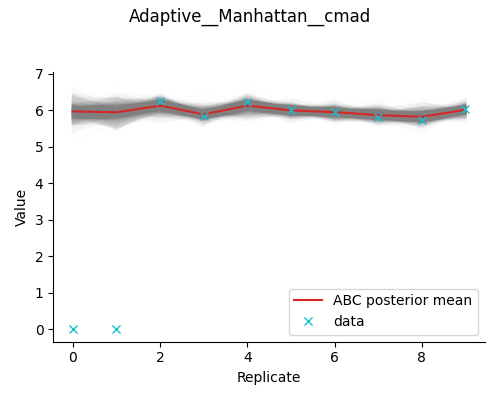 Adaptive__Manhattan__cmad
7
6
5
4
3
2
1
0
Value
0 2 4 6 8
Replicate
ABC posterior mean
data